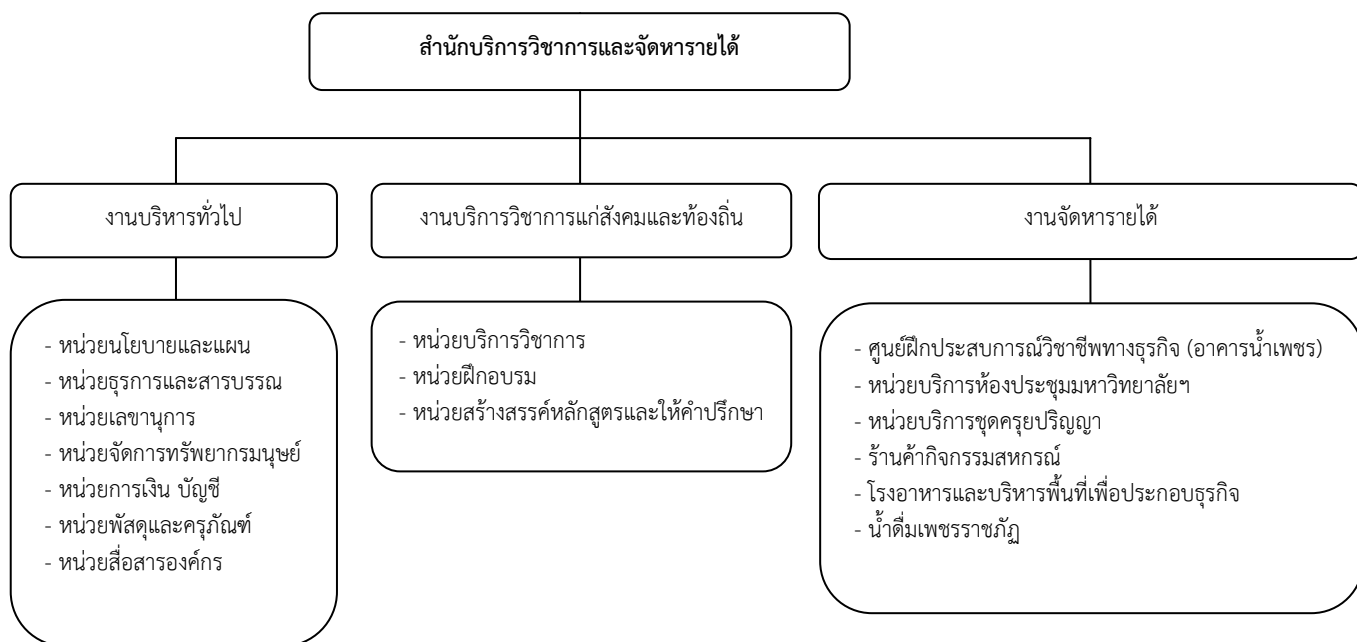 สำนักบริการวิชาการและจัดหารายได้
งานบริหารทั่วไป
งานบริการวิชาการแก่สังคมและท้องถิ่น
งานจัดหารายได้
- หน่วยนโยบายและแผน
- หน่วยธุรการและสารบรรณ
- หน่วยเลขานุการ
- หน่วยจัดการทรัพยากรมนุษย์
- หน่วยการเงิน บัญชี
- หน่วยพัสดุและครุภัณฑ์
- หน่วยสื่อสารองค์กร
- หน่วยบริการวิชาการ
- หน่วยฝึกอบรม
- หน่วยสร้างสรรค์หลักสูตรและให้คำปรึกษา
- ศูนย์ฝึกประสบการณ์วิชาชีพทางธุรกิจ (อาคารน้ำเพชร)
- หน่วยบริการห้องประชุมมหาวิทยาลัยฯ
- หน่วยบริการชุดครุยปริญญา
- ร้านค้ากิจกรรมสหกรณ์
- โรงอาหารและบริหารพื้นที่เพื่อประกอบธุรกิจ
- น้ำดื่มเพชรราชภัฏ